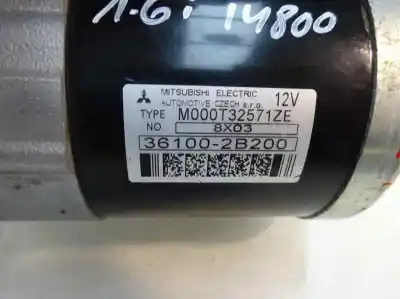 1.6i 14800
MITSUBISHI ELECTRIC
AUTOMOTIVE CZECH s.r.o. 12V
TYPE M000T32571ZE
NO. 8X03
36100-2B200